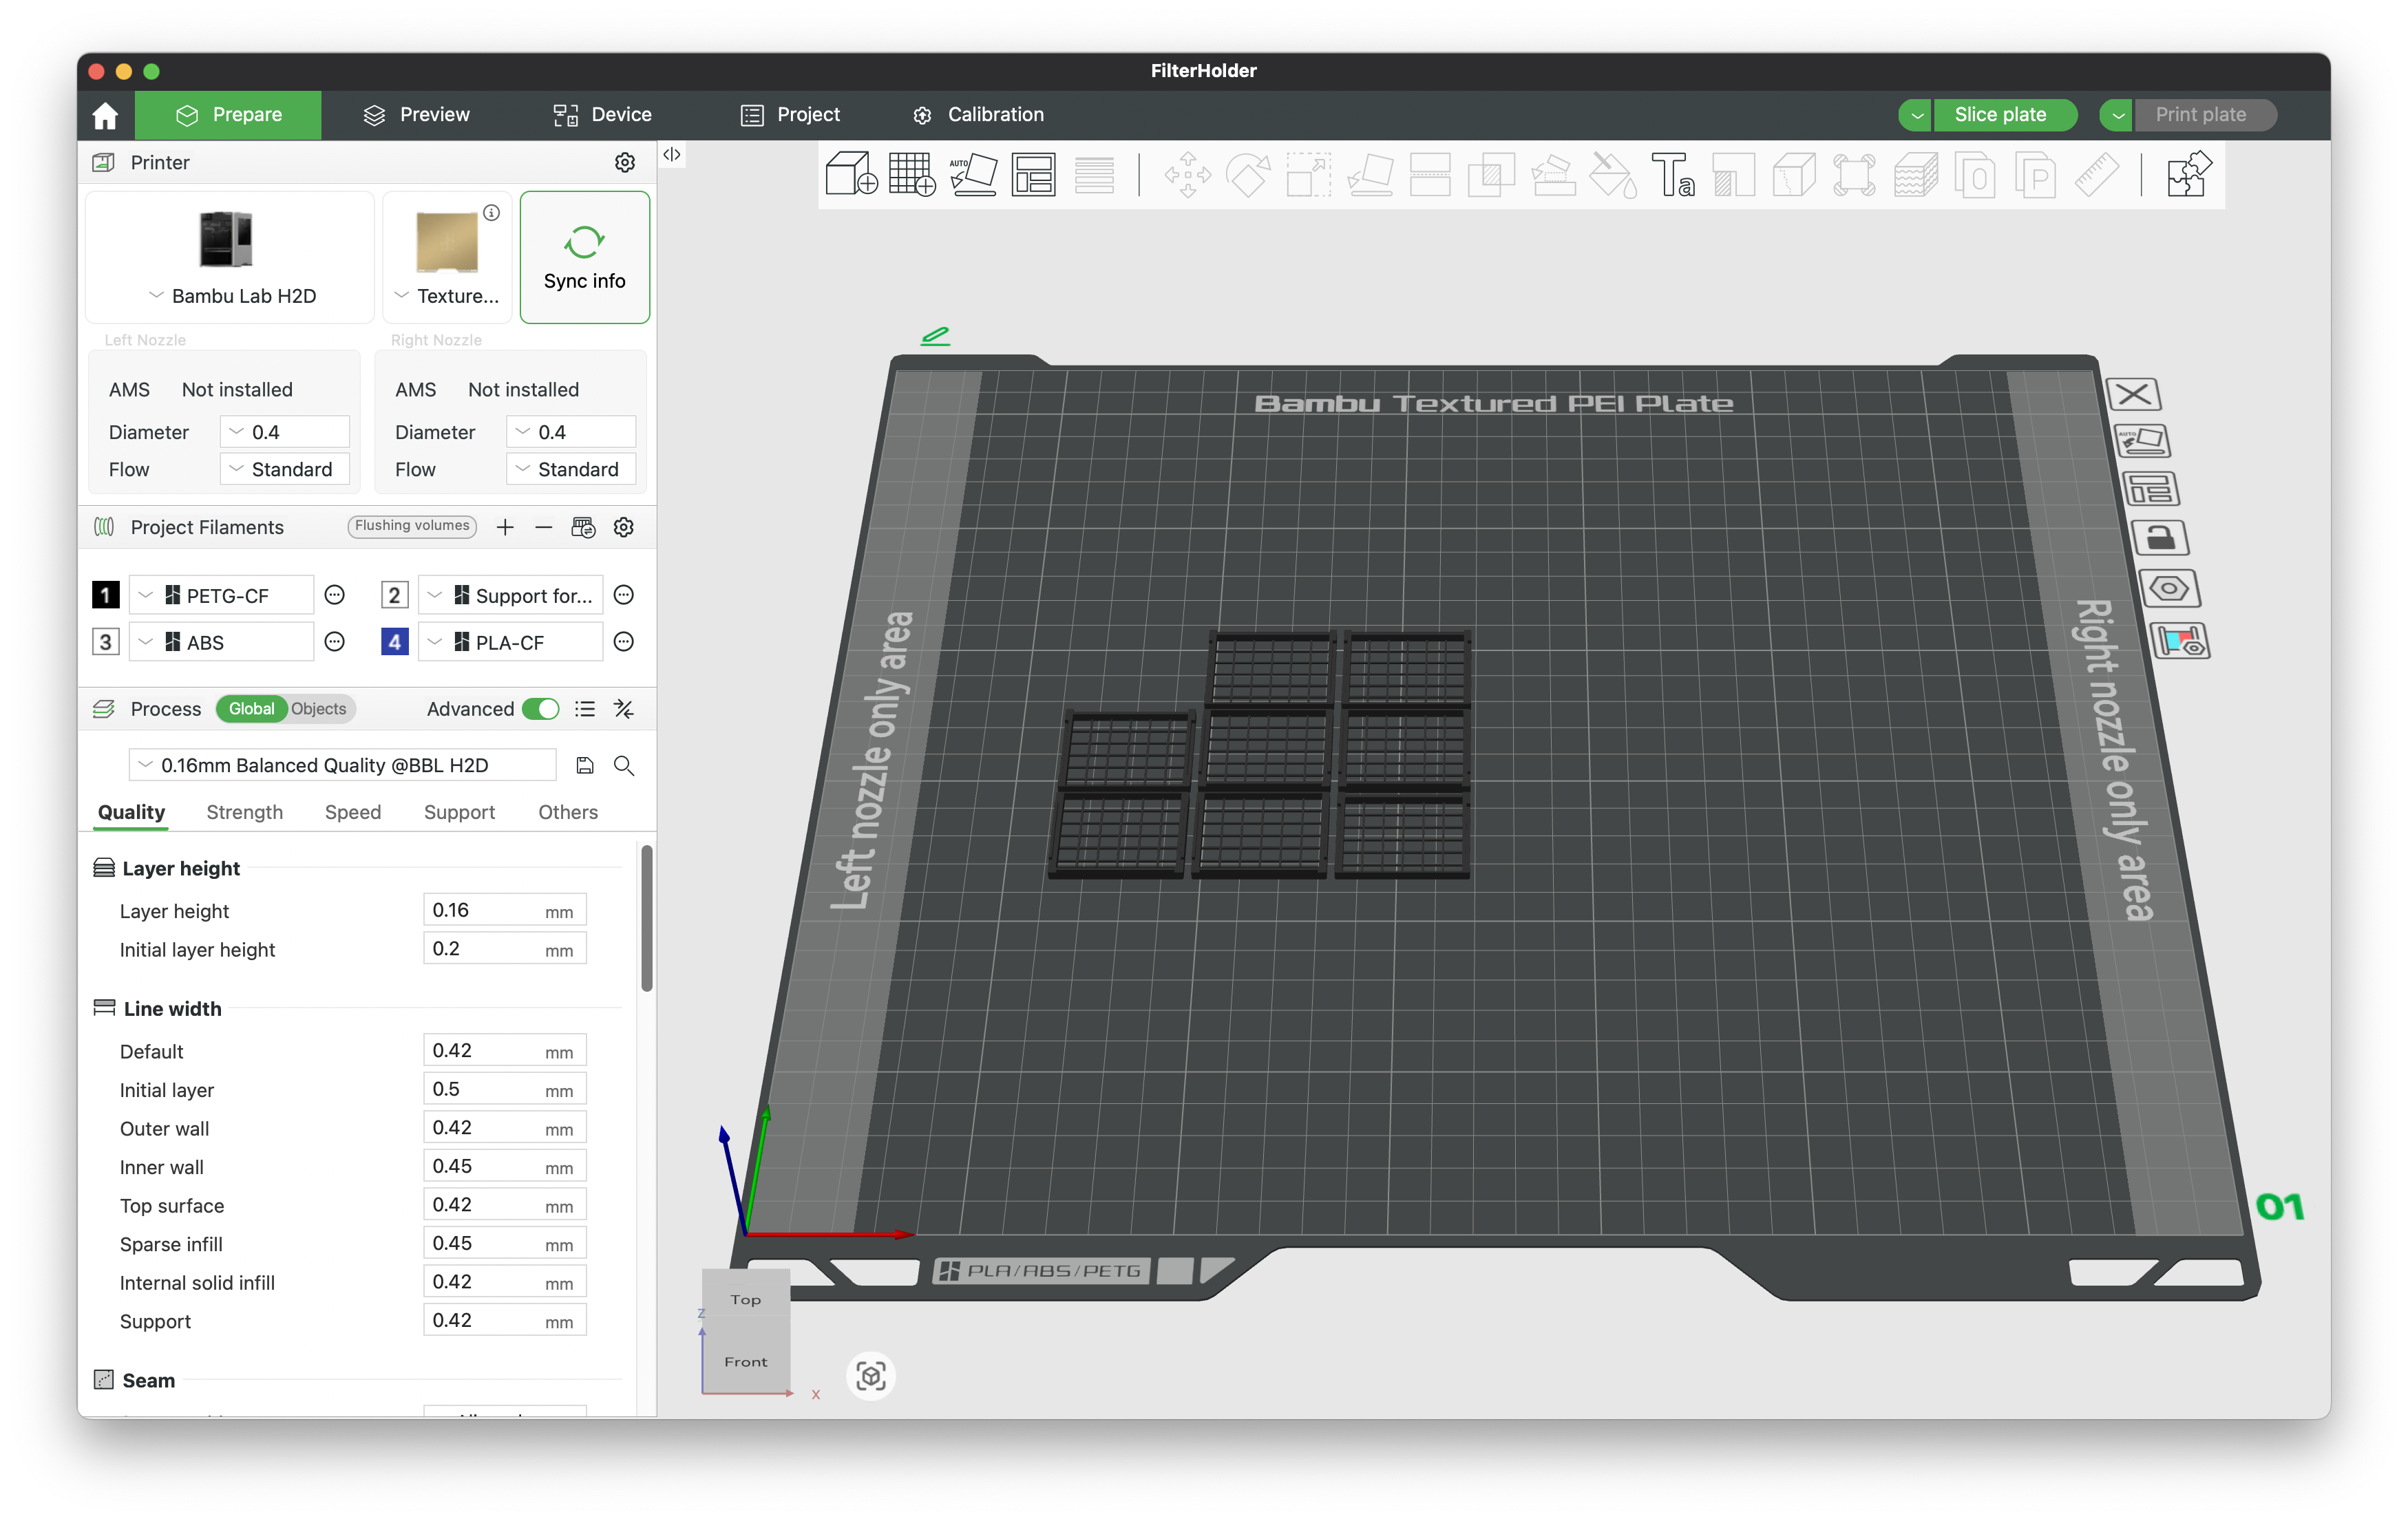 FilterHolder
Prepare
Preview
Device
Project
Calibration
Slice plate
Print plate
Printer
Bambu Lab H2D
Texture...
Sync info
Left Nozzle
Right Nozzle
AMS Not installed
AMS Not installed
Diameter 0.4
Diameter 0.4
Flow Standard
Flow Standard
Project Filaments
Flushing volumes
1 PETG-CF
2 Support for...
3 ABS
4 PLA-CF
Process
Global
Objects
Advanced
0.16mm Balanced Quality @BBL H2D
Quality
Strength
Speed
Support
Others
Layer height
Layer height 0.16 mm
Initial layer height 0.2 mm
Line width
Default 0.42 mm
Initial layer 0.5 mm
Outer wall 0.42 mm
Inner wall 0.45 mm
Top surface 0.42 mm
Sparse infill 0.45 mm
Internal solid infill 0.42 mm
Support 0.42 mm
Seam
AUTO
Ta
O
P
Bambu Textured PEI Plate
Left nozzle only area
Right nozzle only area
AUTO
01
PLA/ABS/PETG
Top
Front
Z
X